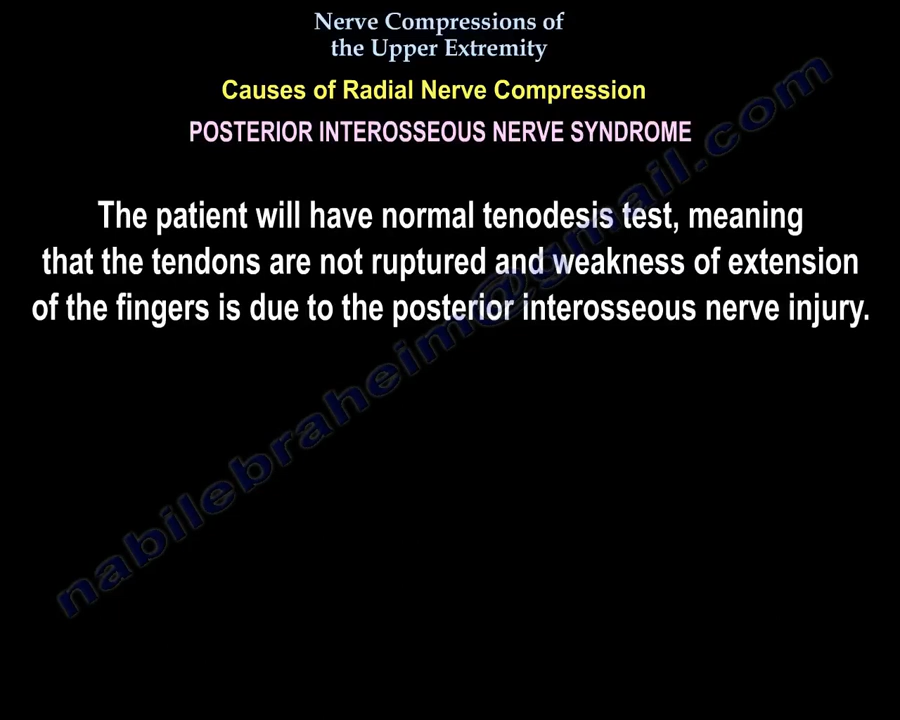 Nerve Compressions of
the Upper Extremity
Causes of Radial Nerve Compression
POSTERIOR INTEROSSEOUS NERVE SYNDROME
The patient will have normal tenodesis test, meaning
that the tendons are not ruptured and weakness of extension
of the fingers is due to the posterior interosseous nerve injury.
nabilebraheim@gmail.com